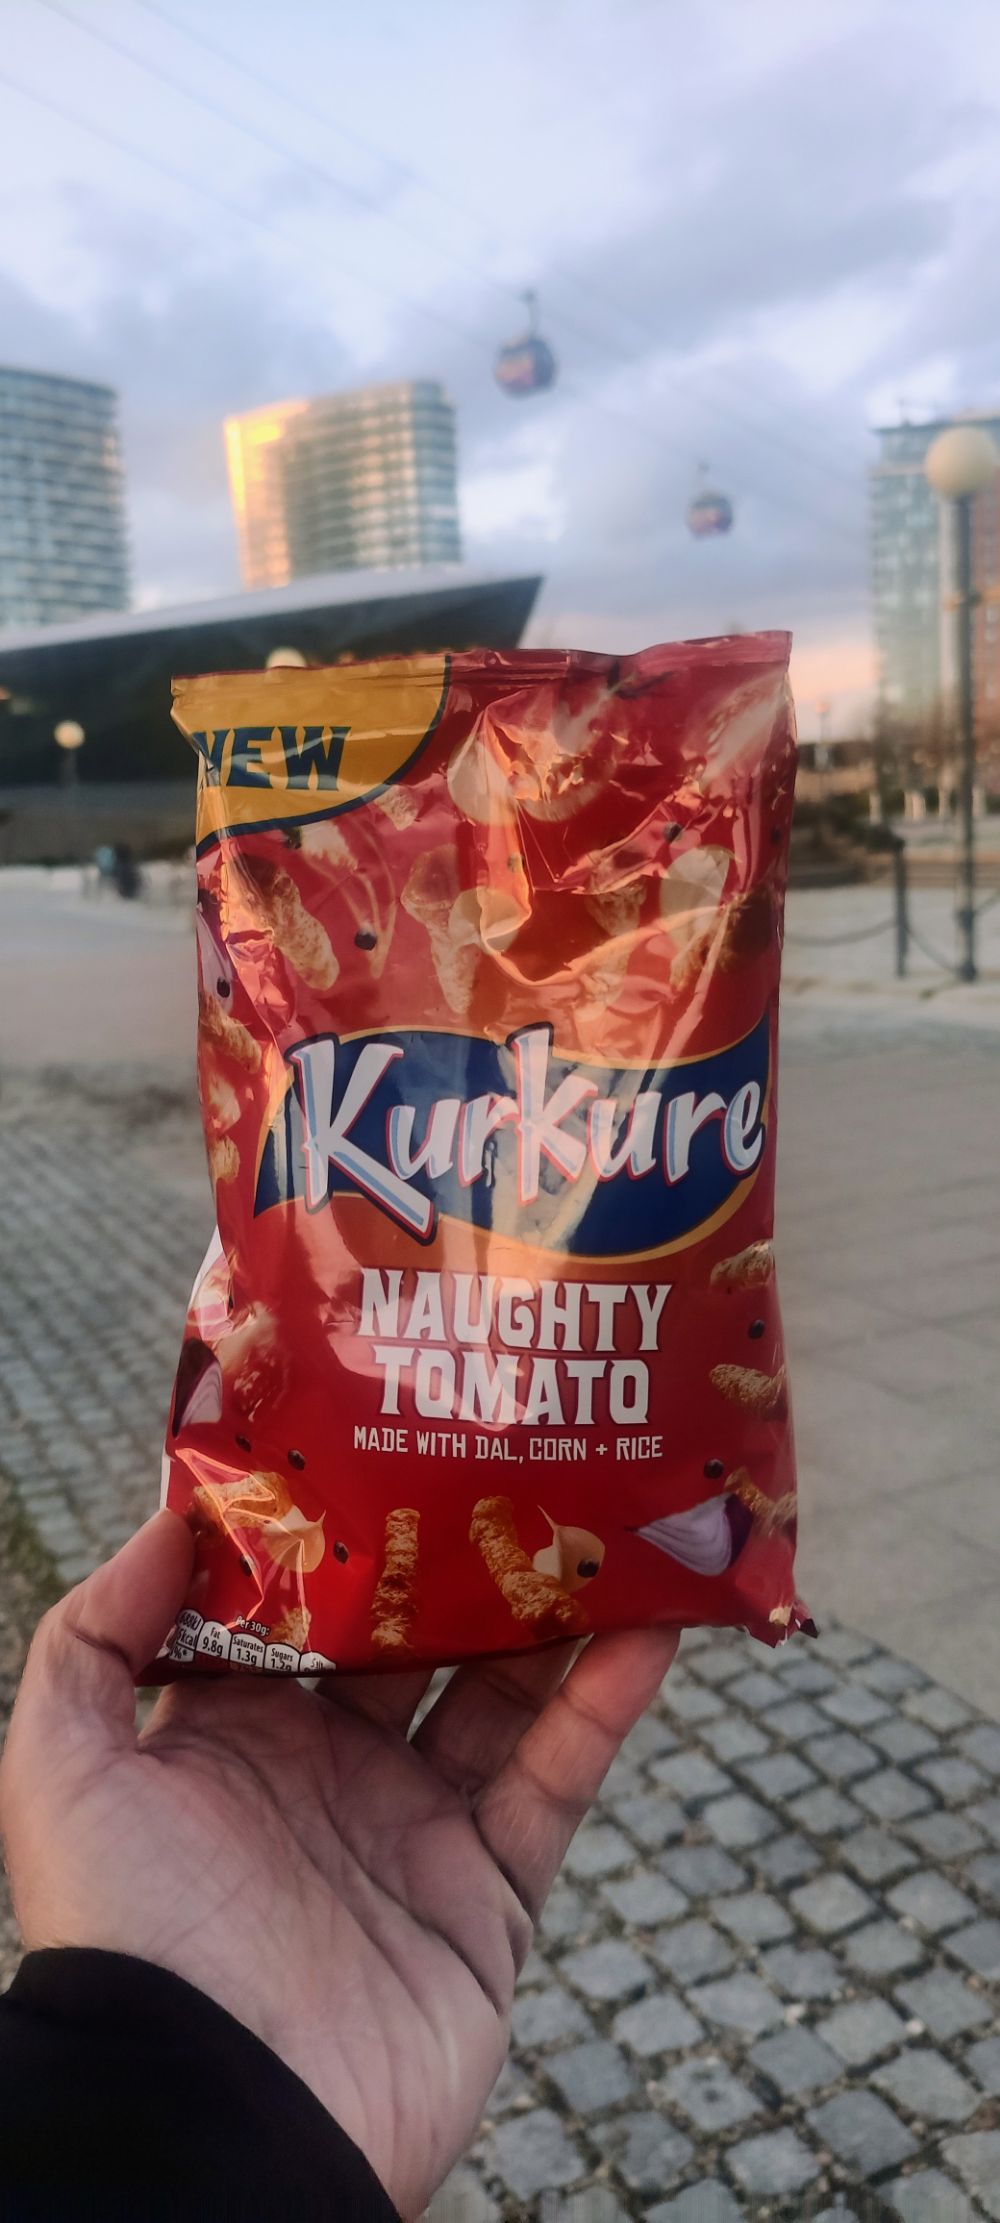 NEW
Kurkure
NAUGHTY
TOMATO
MADE WITH DAL, CORN + RICE
Per 30g:
Fat
9.8g
Saturates
1.3g
Sugars
1.2g